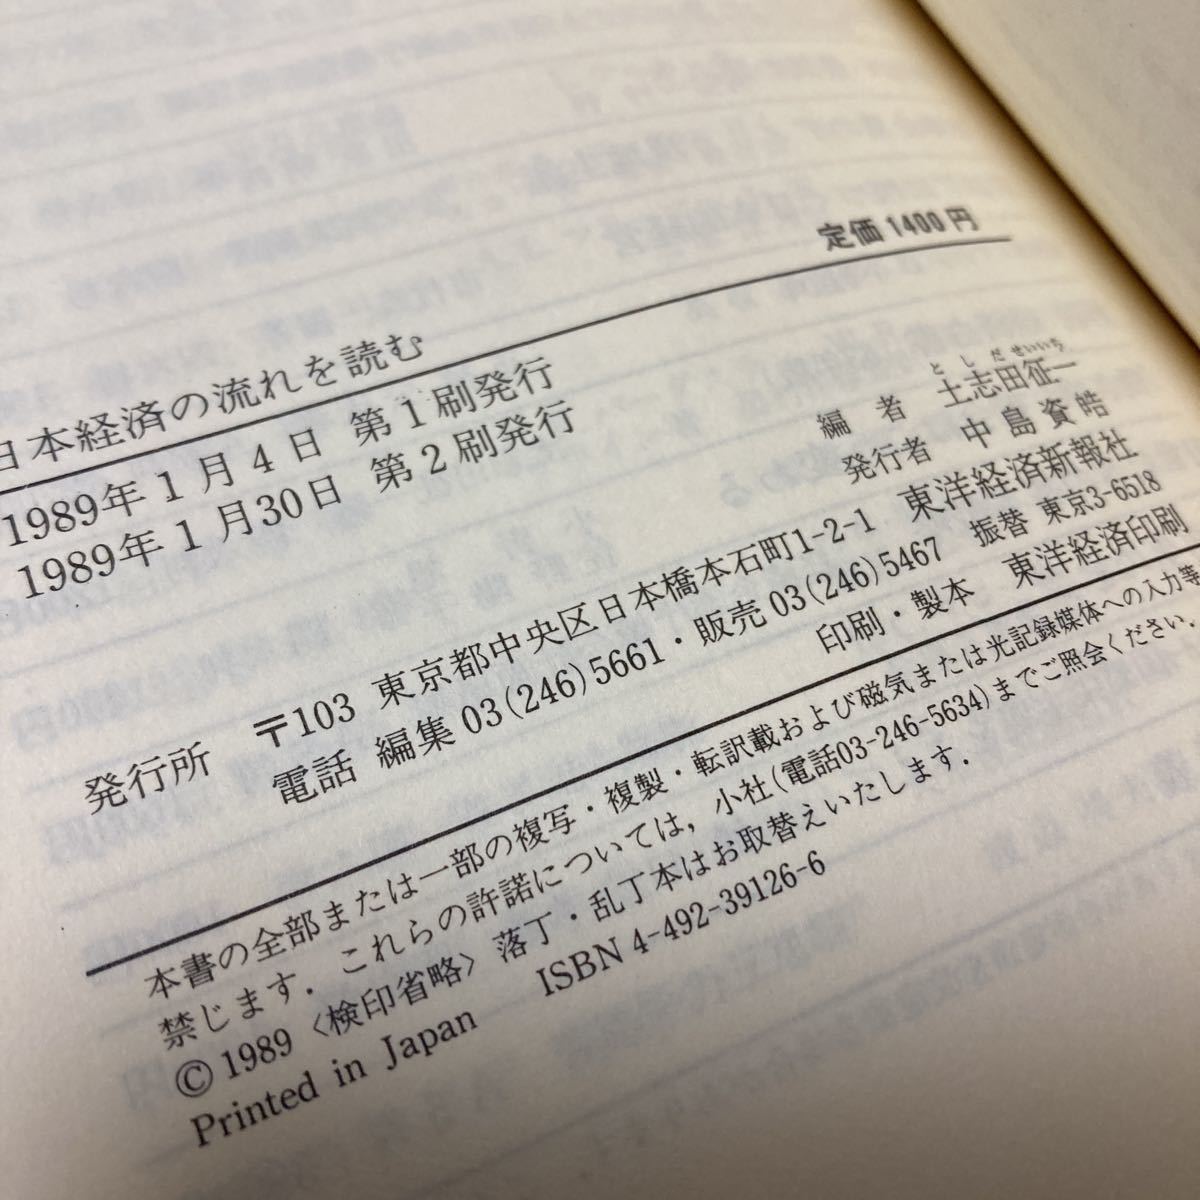 定価1400円
日本経済の流れを読む
1989年1月4日 第1刷発行
1989年1月30日 第2刷発行
としだせいいち
編者 土志田征一
発行者 中島資皓
発行所 〒103 東京都中央区日本橋本石町1-2-1 東洋経済新報社
電話 編集03(246)5661・販売03(246)5467 振替 東京3-6518
印刷・製本 東洋経済印刷
本書の全部または一部の複写・複製・転訳載および磁気または光記録媒体への入力等
禁じます. これらの許諾については, 小社(電話03-246-5634)までご照会ください.
© 1989 〈検印省略〉 落丁・乱丁本はお取替えいたします.
Printed in Japan ISBN 4-492-39126-6